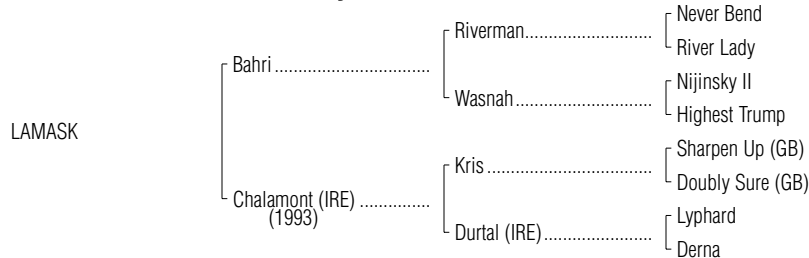 Never Bend
Riverman..............................
River Lady
Bahri ................................
Nijinsky II
Wasnah................................
Highest Trump
LAMASK
Sharpen Up (GB)
Kris ..................................
Doubly Sure (GB)
Chalamont (IRE) ..............
(1993)
Lyphard
Durtal (IRE)........................
Derna